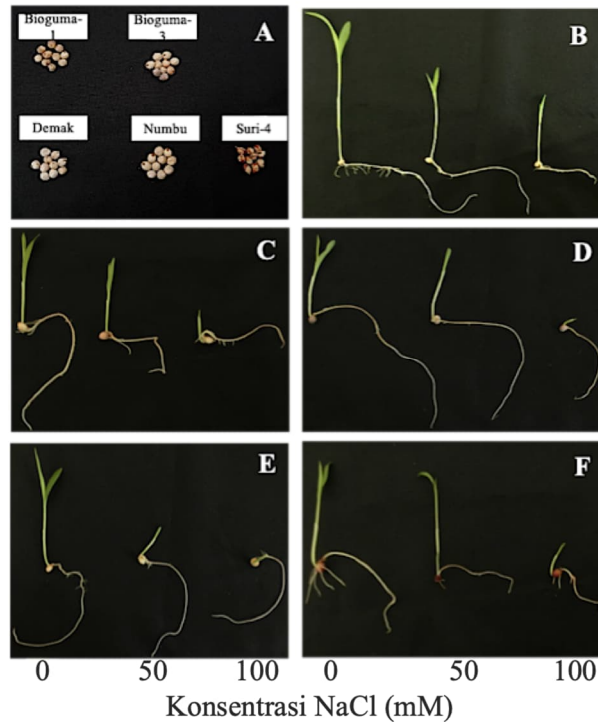 Bioguma-
1
Bioguma-
3
A
Demak
Numbu
Suri-4
B
C
D
E
F
0 50 100 0 50 100
Konsentrasi NaCl (mM)